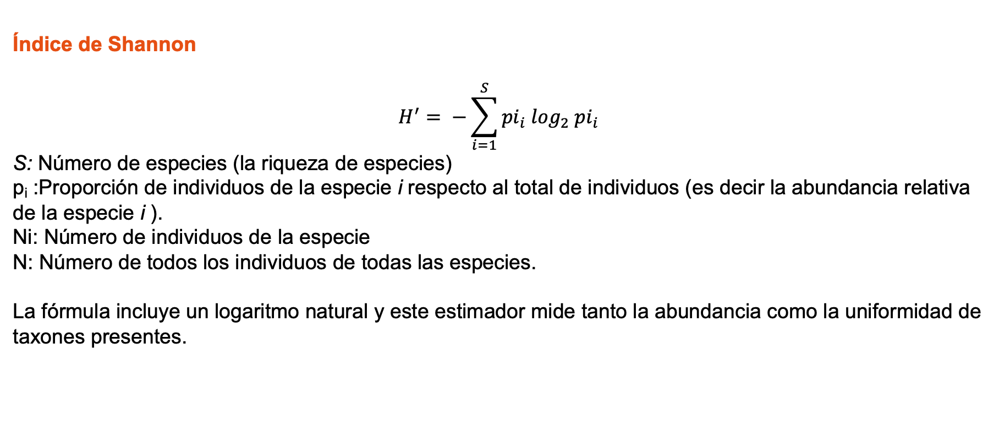 Índice de Shannon
S
H′ = − ∑ pi_i log_2 pi_i
i=1
S: Número de especies (la riqueza de especies)
p_i :Proporción de individuos de la especie i respecto al total de individuos (es decir la abundancia relativa
de la especie i ).
Ni: Número de individuos de la especie
N: Número de todos los individuos de todas las especies.
La fórmula incluye un logaritmo natural y este estimador mide tanto la abundancia como la uniformidad de
taxones presentes.